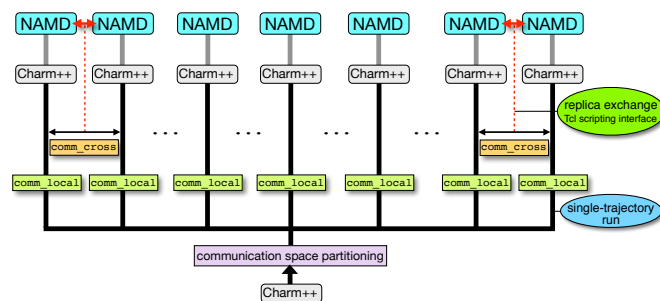 NAMD NAMD NAMD NAMD NAMD NAMD NAMD
Charm++ Charm++ Charm++ Charm++ Charm++ Charm++ Charm++
replica exchange
Tcl scripting interface
... ... ... ...
comm_cross comm_cross
comm_local comm_local comm_local comm_local comm_local comm_local comm_local
single-trajectory
run
communication space partitioning
Charm++